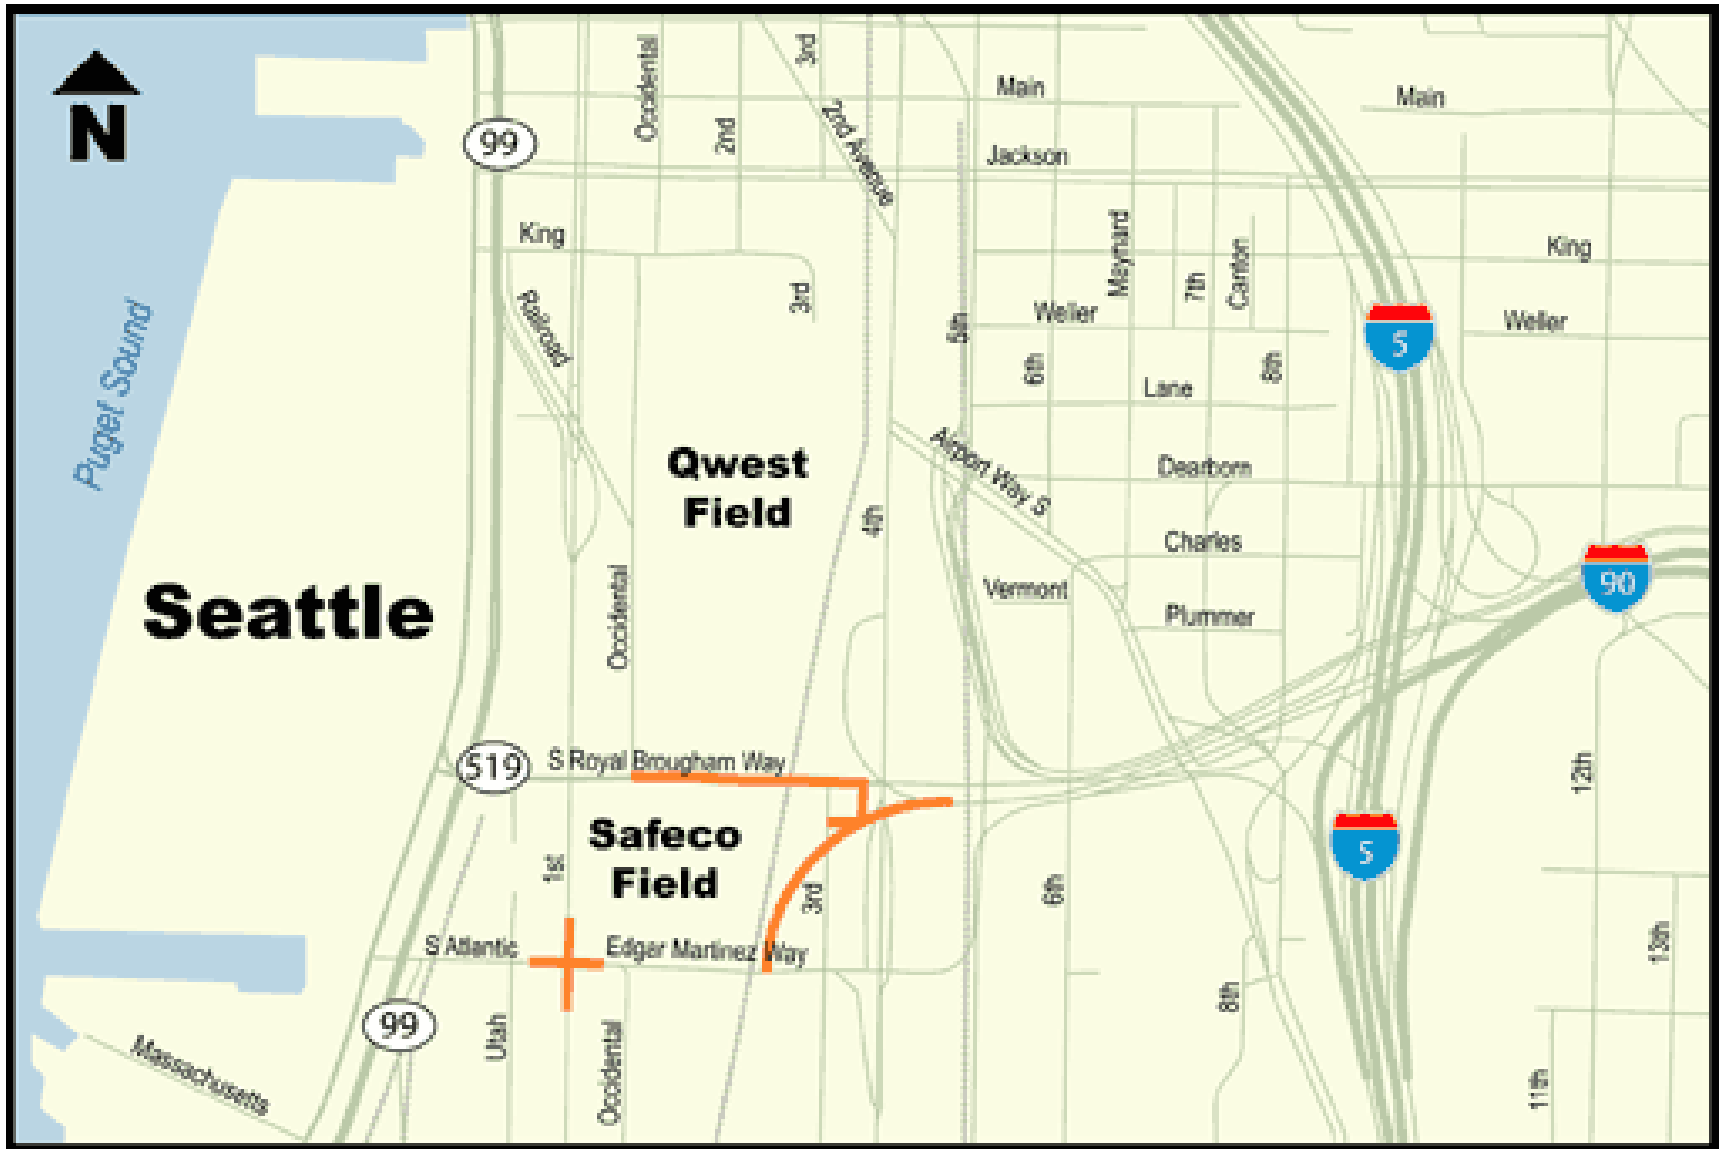 N
99
Occidental
2nd
3rd
2nd Avenue
Main
Main
Jackson
King
King
Railroad
3rd
Maynard
7th
Canton
Weller
Weller
5th
6th
8th
5
Lane
Puget Sound
Qwest
Field
Airport Way S
Dearborn
4th
Charles
Vermont
Plummer
90
Seattle
Occidental
519
S Royal Brougham Way
12th
Safeco
Field
1st
3rd
6th
5
S Atlantic
Edgar Martinez Way
13th
99
Utah
Occidental
8th
Massachusetts
11th